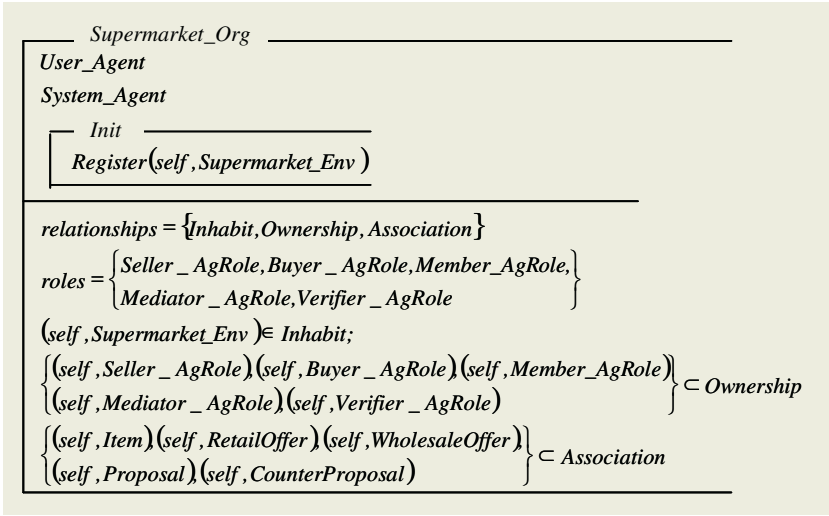 Supermarket_Org
User_Agent
System_Agent
Init
Register(self,Supermarket_Env)
relationships = {Inhabit,Ownership,Association}
roles = {Seller_AgRole,Buyer_AgRole,Member_AgRole,
Mediator_AgRole,Verifier_AgRole}
(self,Supermarket_Env)∈ Inhabit;
{(self,Seller_AgRole),(self,Buyer_AgRole),(self,Member_AgRole)
(self,Mediator_AgRole),(self,Verifier_AgRole)} ⊂ Ownership
{(self,Item),(self,RetailOffer),(self,WholesaleOffer),
(self,Proposal),(self,CounterProposal)} ⊂ Association